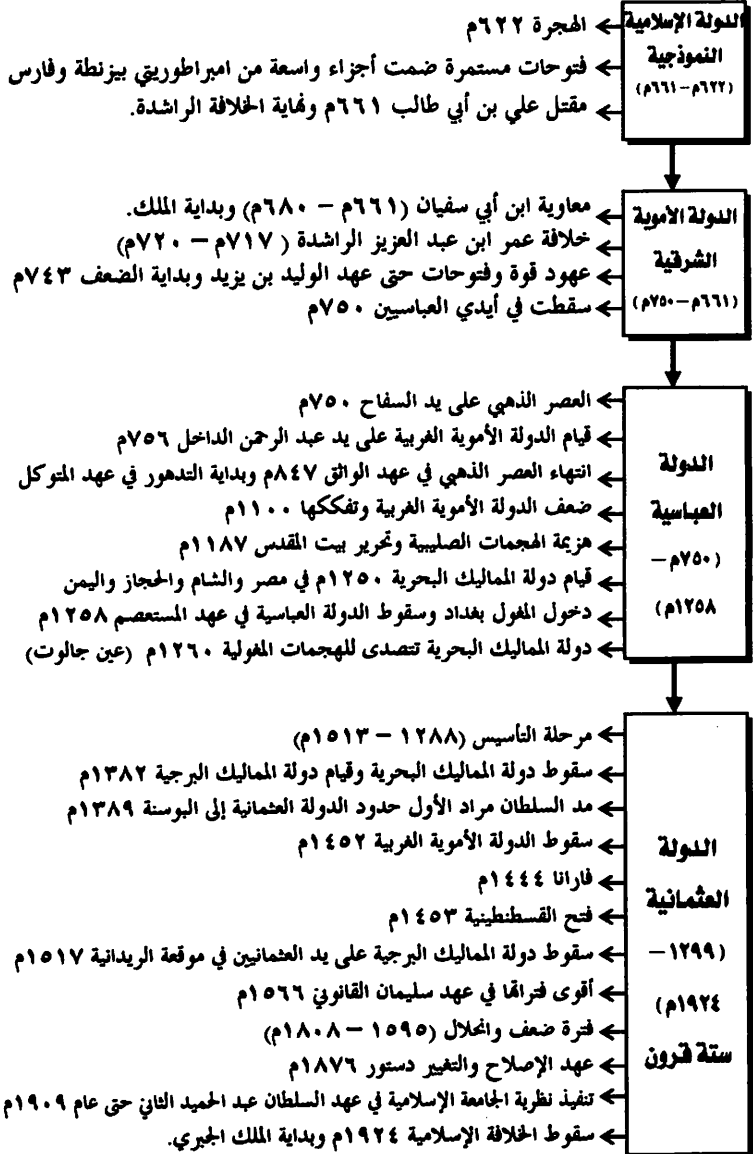 الدولة الإسلامية
النموذجية
(٦٢٢م–٦٦١م)
الهجرة ٦٢٢م
فتوحات مستمرة ضمت أجزاء واسعة من امبراطوريتي بيزنطة وفارس
مقتل علي بن أبي طالب ٦٦١م ونهاية الخلافة الراشدة.
الدولة الأموية
الشرقية
(٦٦١م–٧٥٠م)
معاوية ابن أبي سفيان (٦٦١م – ٦٨٠م) وبداية الملك.
خلافة عمر ابن عبد العزيز الراشدة (٧١٧م – ٧٢٠م)
عهود قوة وفتوحات حتى عهد الوليد بن يزيد وبداية الضعف ٧٤٣م
سقطت في أيدي العباسيين ٧٥٠م
الدولة
العباسية
(٧٥٠م –
١٢٥٨م)
العصر الذهبي على يد السفاح ٧٥٠م
قيام الدولة الأموية الغربية على يد عبد الرحمن الداخل ٧٥٦م
انتهاء العصر الذهبي في عهد الواثق ٨٤٧م وبداية التدهور في عهد المتوكل
ضعف الدولة الأموية الغربية وتفككها ١١٠٠م
هزيمة الهجمات الصليبية وتحرير بيت المقدس ١١٨٧م
قيام دولة المماليك البحرية ١٢٥٠م في مصر والشام والحجاز واليمن
دخول المغول بغداد وسقوط الدولة العباسية في عهد المستعصم ١٢٥٨م
دولة المماليك البحرية تتصدى للهجمات المغولية ١٢٦٠م (عين جالوت)
الدولة
العثمانية
(١٢٩٩ –
١٩٢٤م)
ستة قرون
مرحلة التأسيس (١٢٨٨ – ١٥١٣م)
سقوط دولة المماليك البحرية وقيام دولة المماليك البرجية ١٣٨٢م
مد السلطان مراد الأول حدود الدولة العثمانية إلى البوسنة ١٣٨٩م
سقوط الدولة الأموية الغربية ١٤٥٢م
فارانا ١٤٤٤م
فتح القسطنطينية ١٤٥٣م
سقوط دولة المماليك البرجية على يد العثمانيين في موقعة الريدانية ١٥١٧م
أقوى فتراتها في عهد سليمان القانوني ١٥٦٦م
فترة ضعف وانحلال (١٥٩٥ – ١٨٠٨م)
عهد الإصلاح والتغيير دستور ١٨٧٦م
تنفيذ نظرية الجامعة الإسلامية في عهد السلطان عبد الحميد الثاني حتى عام ١٩٠٩م
سقوط الخلافة الإسلامية ١٩٢٤م وبداية الملك الجبري.